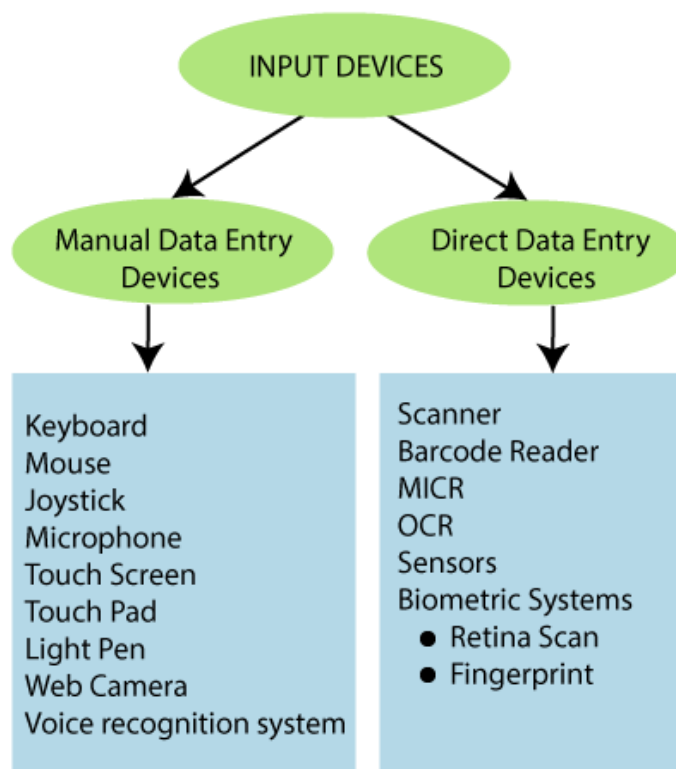 INPUT DEVICES
Manual Data Entry
Devices
Direct Data Entry
Devices
Keyboard
Mouse
Joystick
Microphone
Touch Screen
Touch Pad
Light Pen
Web Camera
Voice recognition system
Scanner
Barcode Reader
MICR
OCR
Sensors
Biometric Systems
● Retina Scan
● Fingerprint